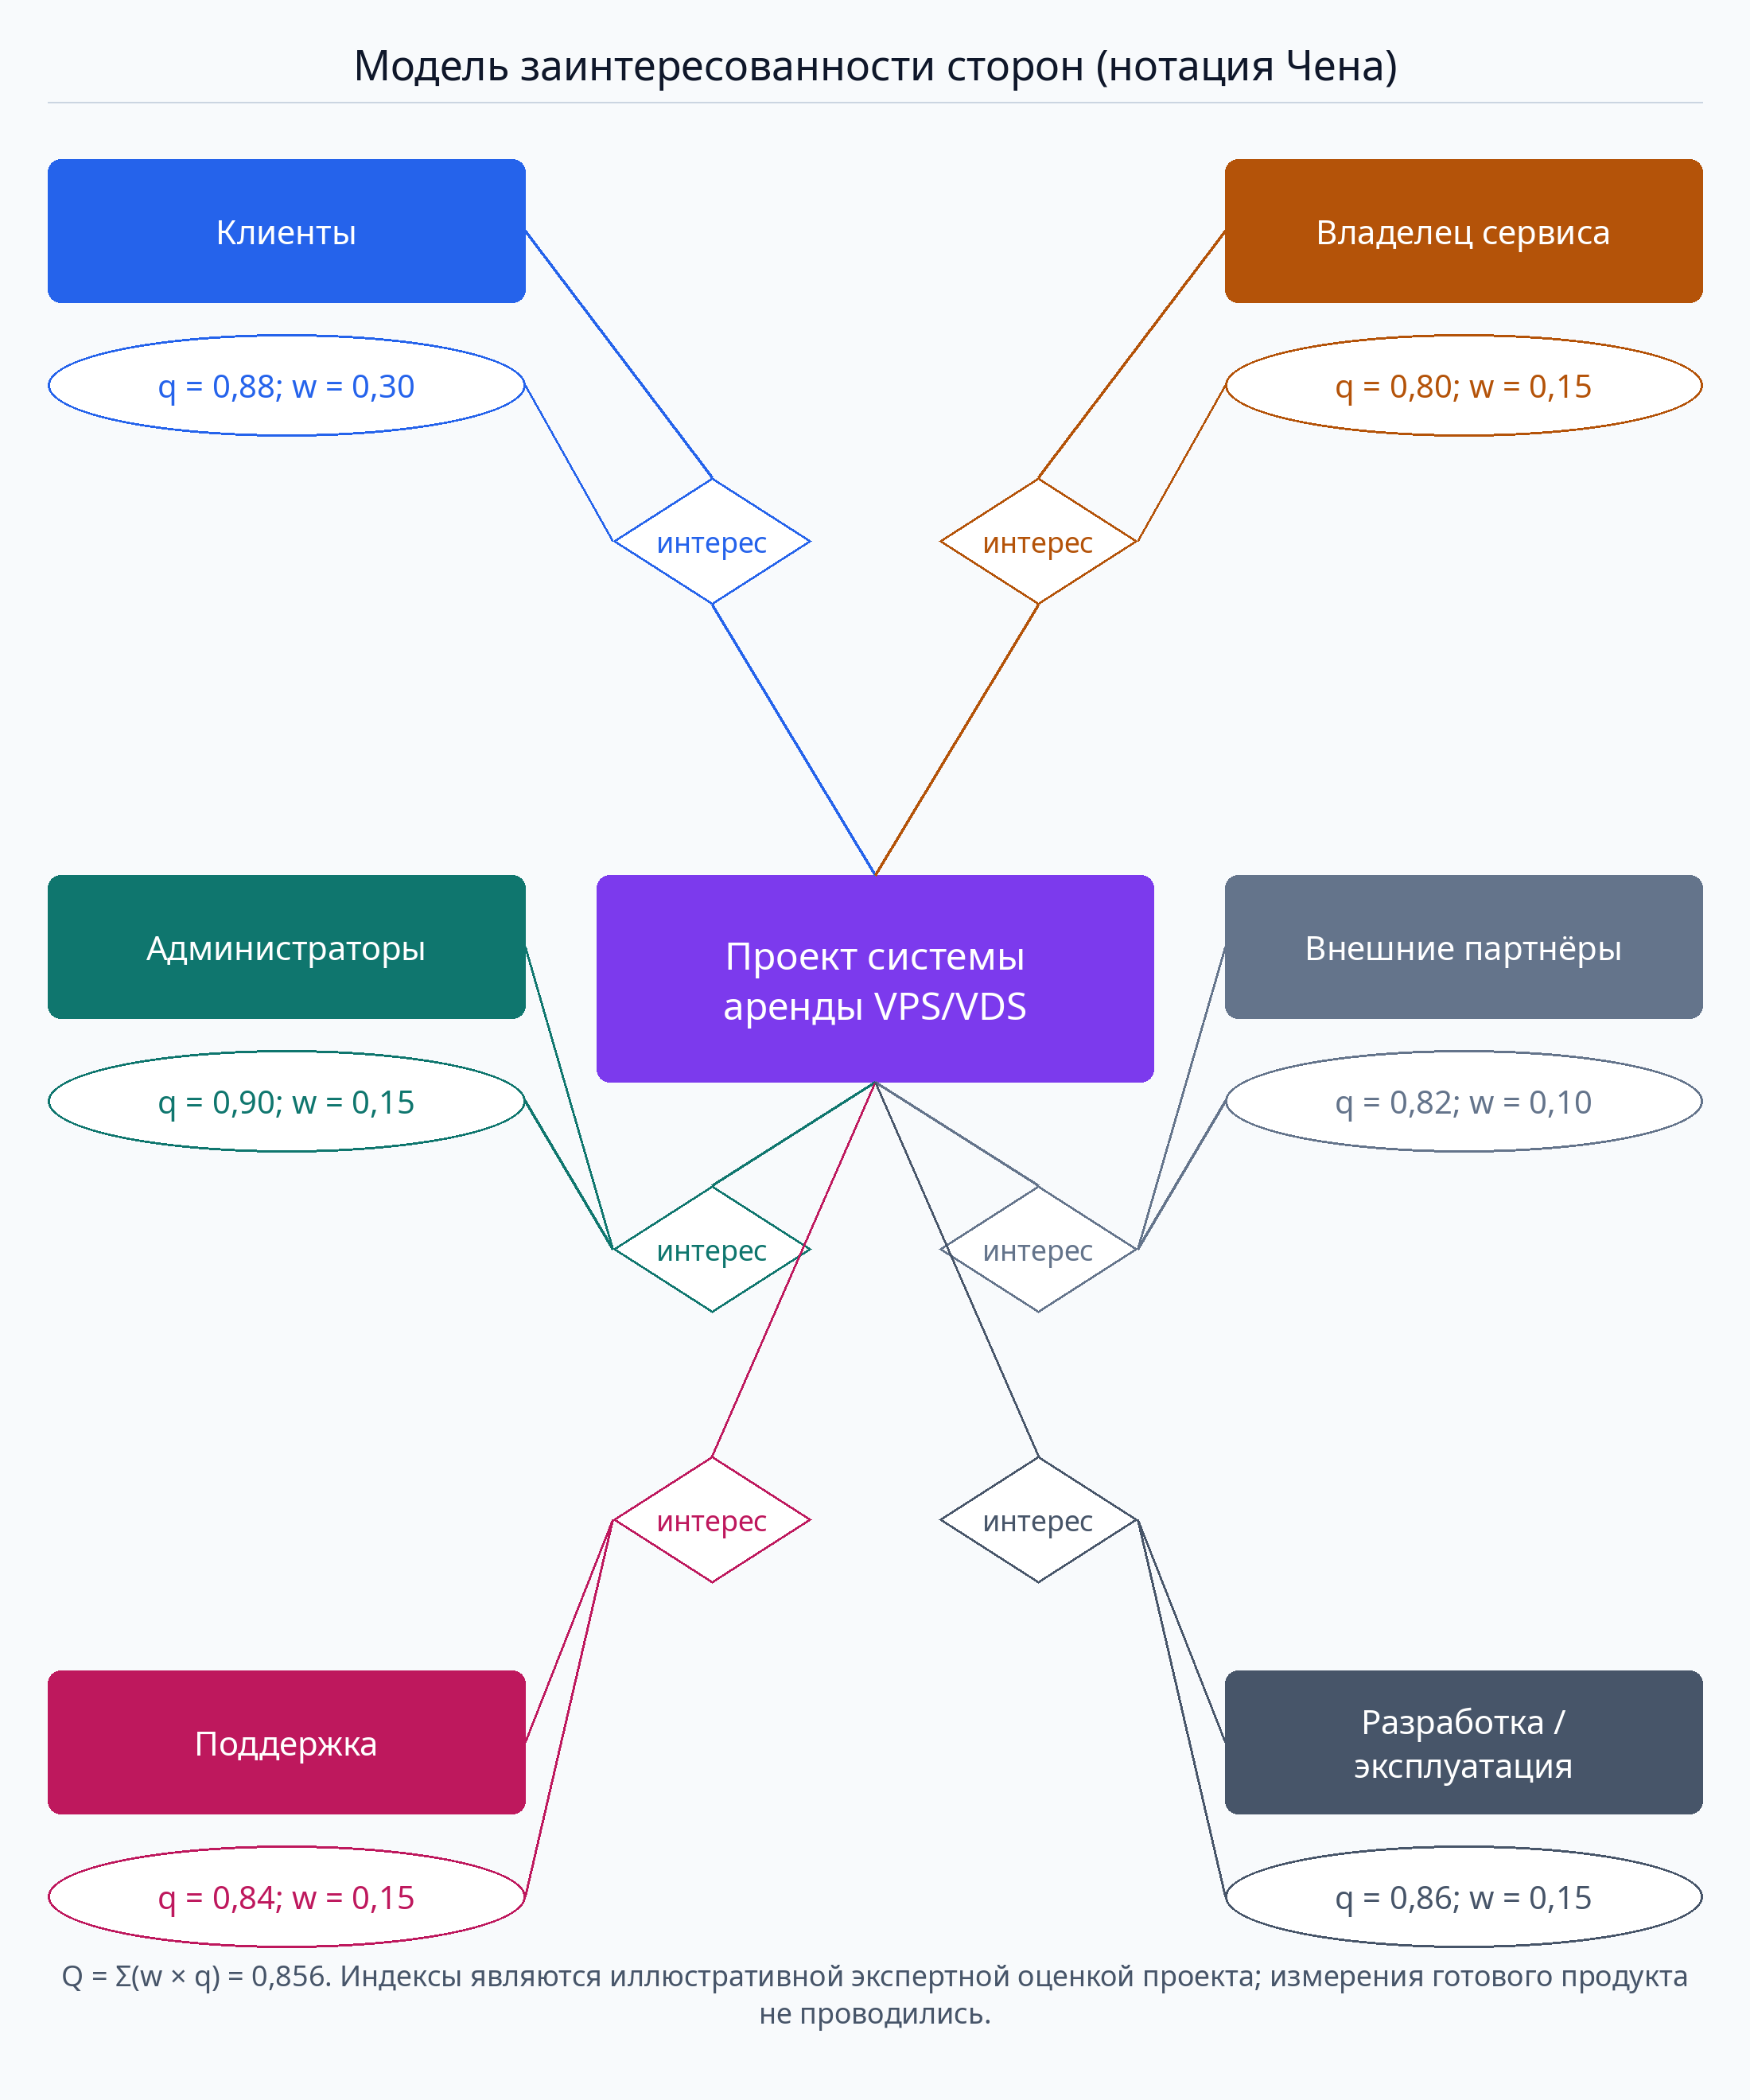 Модель заинтересованности сторон (нотация Чена)
Клиенты
Владелец сервиса
q = 0,88; w = 0,30
q = 0,80; w = 0,15
интерес
интерес
Администраторы
Проект системы
аренды VPS/VDS
Внешние партнёры
q = 0,90; w = 0,15
q = 0,82; w = 0,10
интерес
интерес
интерес
интерес
Поддержка
Разработка /
эксплуатация
q = 0,84; w = 0,15
q = 0,86; w = 0,15
Q = Σ(w × q) = 0,856. Индексы являются иллюстративной экспертной оценкой проекта; измерения готового продукта
не проводились.